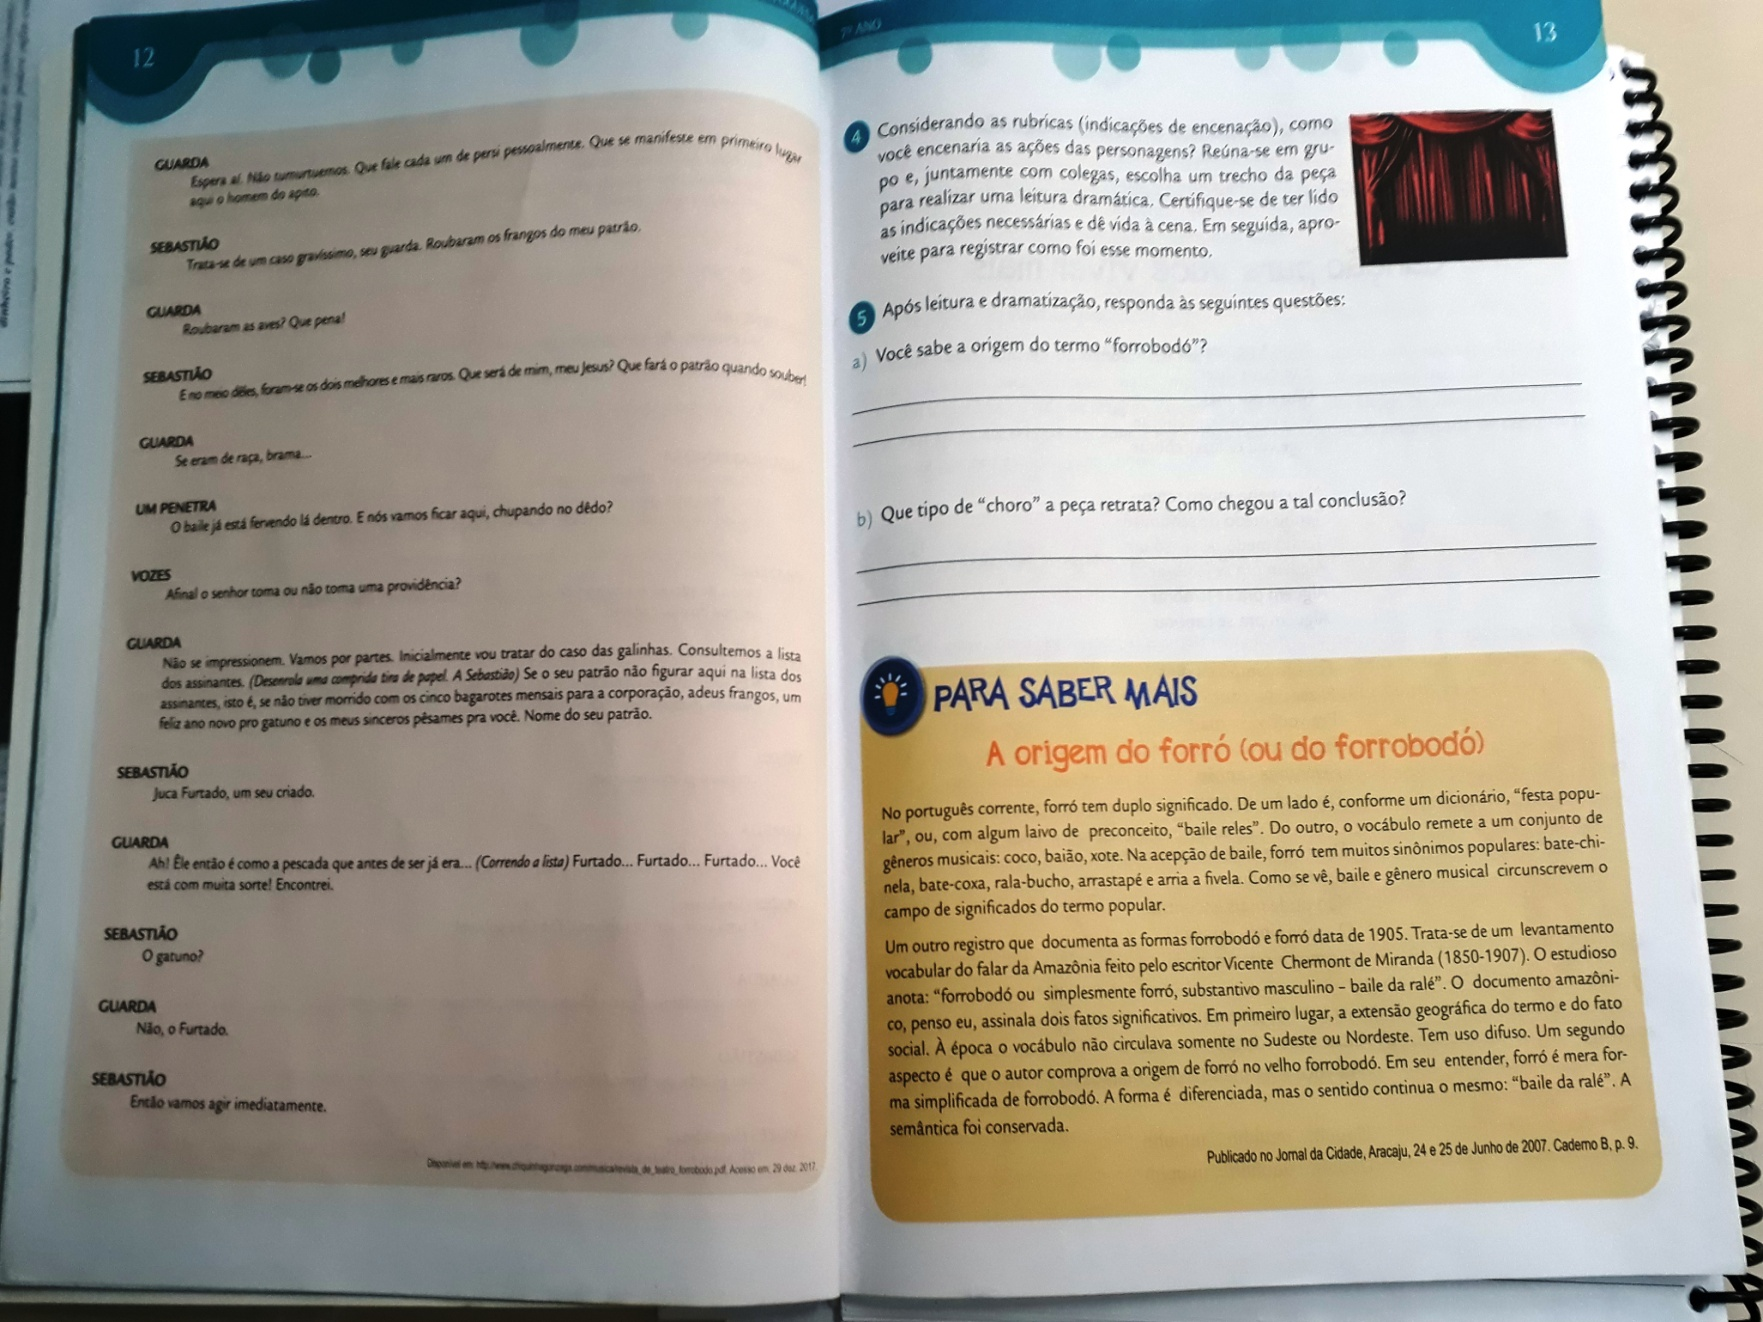 12
GUARDA
Espera aí. Não tumurtuemos. Que fale cada um de persi pessoalmente. Que se manifeste em primeiro lugar
aqui o homem do apito.
SEBASTIÃO
Trata-se de um caso gravíssimo, seu guarda. Roubaram os frangos do meu patrão.
GUARDA
Roubaram as aves? Que pena!
SEBASTIÃO
E no meio dêles, foram-se os dois melhores e mais raros. Que será de mim, meu Jesus? Que fará o patrão quando souber!
GUARDA
Se eram de raça, brama...
UM PENETRA
O baile já está fervendo lá dentro. E nós vamos ficar aqui, chupando no dêdo?
VOZES
Afinal o senhor toma ou não toma uma providência?
GUARDA
Não se impressionem. Vamos por partes. Inicialmente vou tratar do caso das galinhas. Consultemos a lista
dos assinantes. (Desenrola uma comprida tira de papel. A Sebastião) Se o seu patrão não figurar aqui na lista dos
assinantes, isto é, se não tiver morrido com os cinco bagarotes mensais para a corporação, adeus frangos, um
feliz ano novo pro gatuno e os meus sinceros pêsames pra você. Nome do seu patrão.
SEBASTIÃO
Juca Furtado, um seu criado.
GUARDA
Ah! Êle então é como a pescada que antes de ser já era... (Correndo a lista) Furtado... Furtado... Furtado... Você
está com muita sorte! Encontrei.
SEBASTIÃO
O gatuno?
GUARDA
Não, o Furtado.
SEBASTIÃO
Então vamos agir imediatamente.
Disponível em: http://www.chiquinhagonzaga.com/musica/revista_de_teatro_forrobodo.pdf. Acesso em: 29 dez. 2017.
7º ANO
13
4 Considerando as rubricas (indicações de encenação), como
você encenaria as ações das personagens? Reúna-se em gru-
po e, juntamente com colegas, escolha um trecho da peça
para realizar uma leitura dramática. Certifique-se de ter lido
as indicações necessárias e dê vida à cena. Em seguida, apro-
veite para registrar como foi esse momento.
5 Após leitura e dramatização, responda às seguintes questões:
a) Você sabe a origem do termo “forrobodó”?
b) Que tipo de “choro” a peça retrata? Como chegou a tal conclusão?
PARA SABER MAIS
A origem do forró (ou do forrobodó)
No português corrente, forró tem duplo significado. De um lado é, conforme um dicionário, “festa popu-
lar”, ou, com algum laivo de preconceito, “baile reles”. Do outro, o vocábulo remete a um conjunto de
gêneros musicais: coco, baião, xote. Na acepção de baile, forró tem muitos sinônimos populares: bate-chi-
nela, bate-coxa, rala-bucho, arrastapé e arria a fivela. Como se vê, baile e gênero musical circunscrevem o
campo de significados do termo popular.
Um outro registro que documenta as formas forrobodó e forró data de 1905. Trata-se de um levantamento
vocabular do falar da Amazônia feito pelo escritor Vicente Chermont de Miranda (1850-1907). O estudioso
anota: “forrobodó ou simplesmente forró, substantivo masculino – baile da ralé”. O documento amazôni-
co, penso eu, assinala dois fatos significativos. Em primeiro lugar, a extensão geográfica do termo e do fato
social. À época o vocábulo não circulava somente no Sudeste ou Nordeste. Tem uso difuso. Um segundo
aspecto é que o autor comprova a origem de forró no velho forrobodó. Em seu entender, forró é mera for-
ma simplificada de forrobodó. A forma é diferenciada, mas o sentido continua o mesmo: “baile da ralé”. A
semântica foi conservada.
Publicado no Jornal da Cidade, Aracaju, 24 e 25 de Junho de 2007. Caderno B, p. 9.